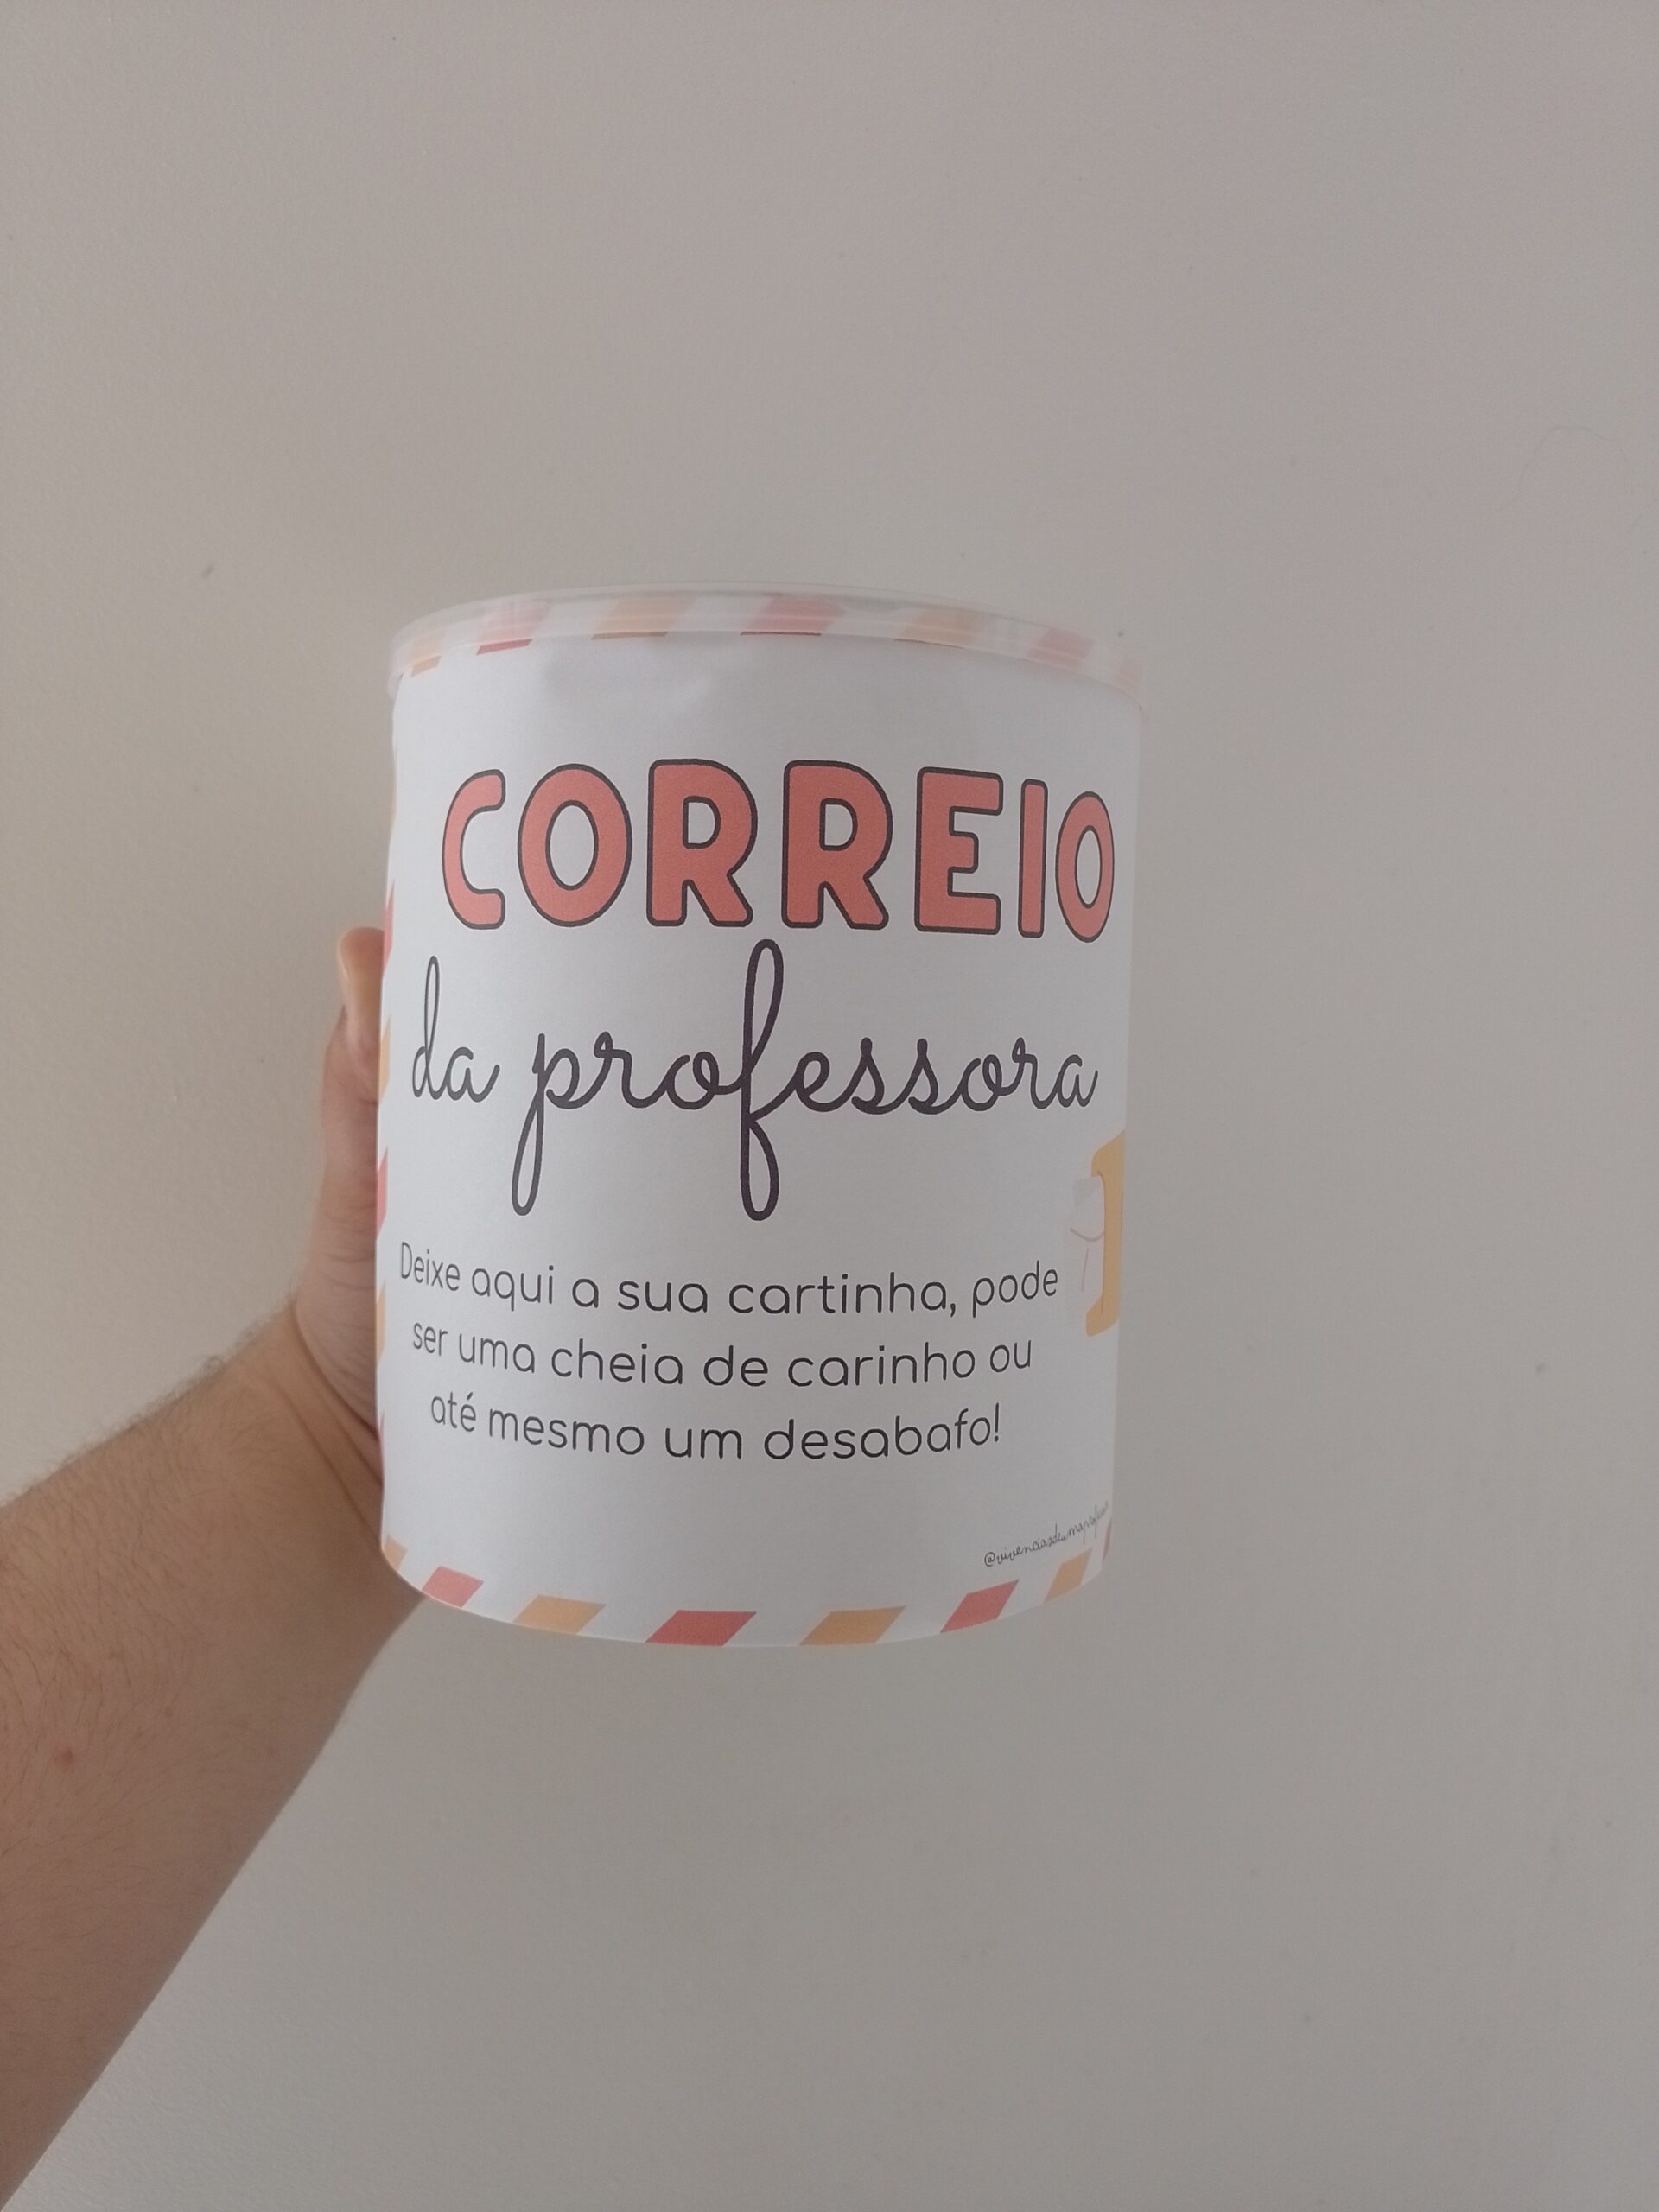 CORREIO
da professora
Deixe aqui a sua cartinha, pode
ser uma cheia de carinho ou
até mesmo um desabafo!